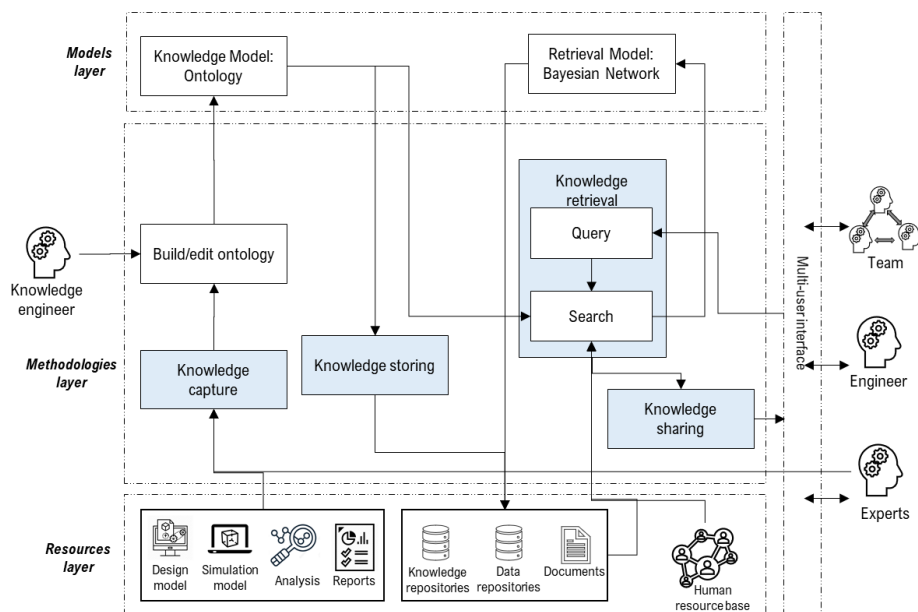 Models
layer
Knowledge Model:
Ontology
Retrieval Model:
Bayesian Network
Knowledge
retrieval
Query
Search
Build/edit ontology
Knowledge
engineer
Methodologies
layer
Knowledge
capture
Knowledge storing
Knowledge
sharing
Multi-user interface
Team
Engineer
Experts
Resources
layer
Design
model
Simulation
model
Analysis
Reports
Knowledge
repositories
Data
repositories
Documents
Human
resource base